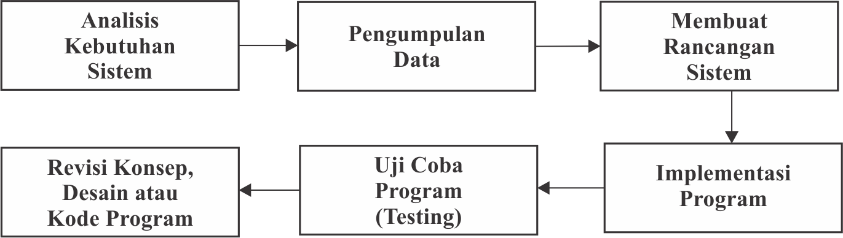 Analisis
Kebutuhan
Sistem
Pengumpulan
Data
Membuat
Rancangan
Sistem
Implementasi
Program
Uji Coba
Program
(Testing)
Revisi Konsep,
Desain atau
Kode Program